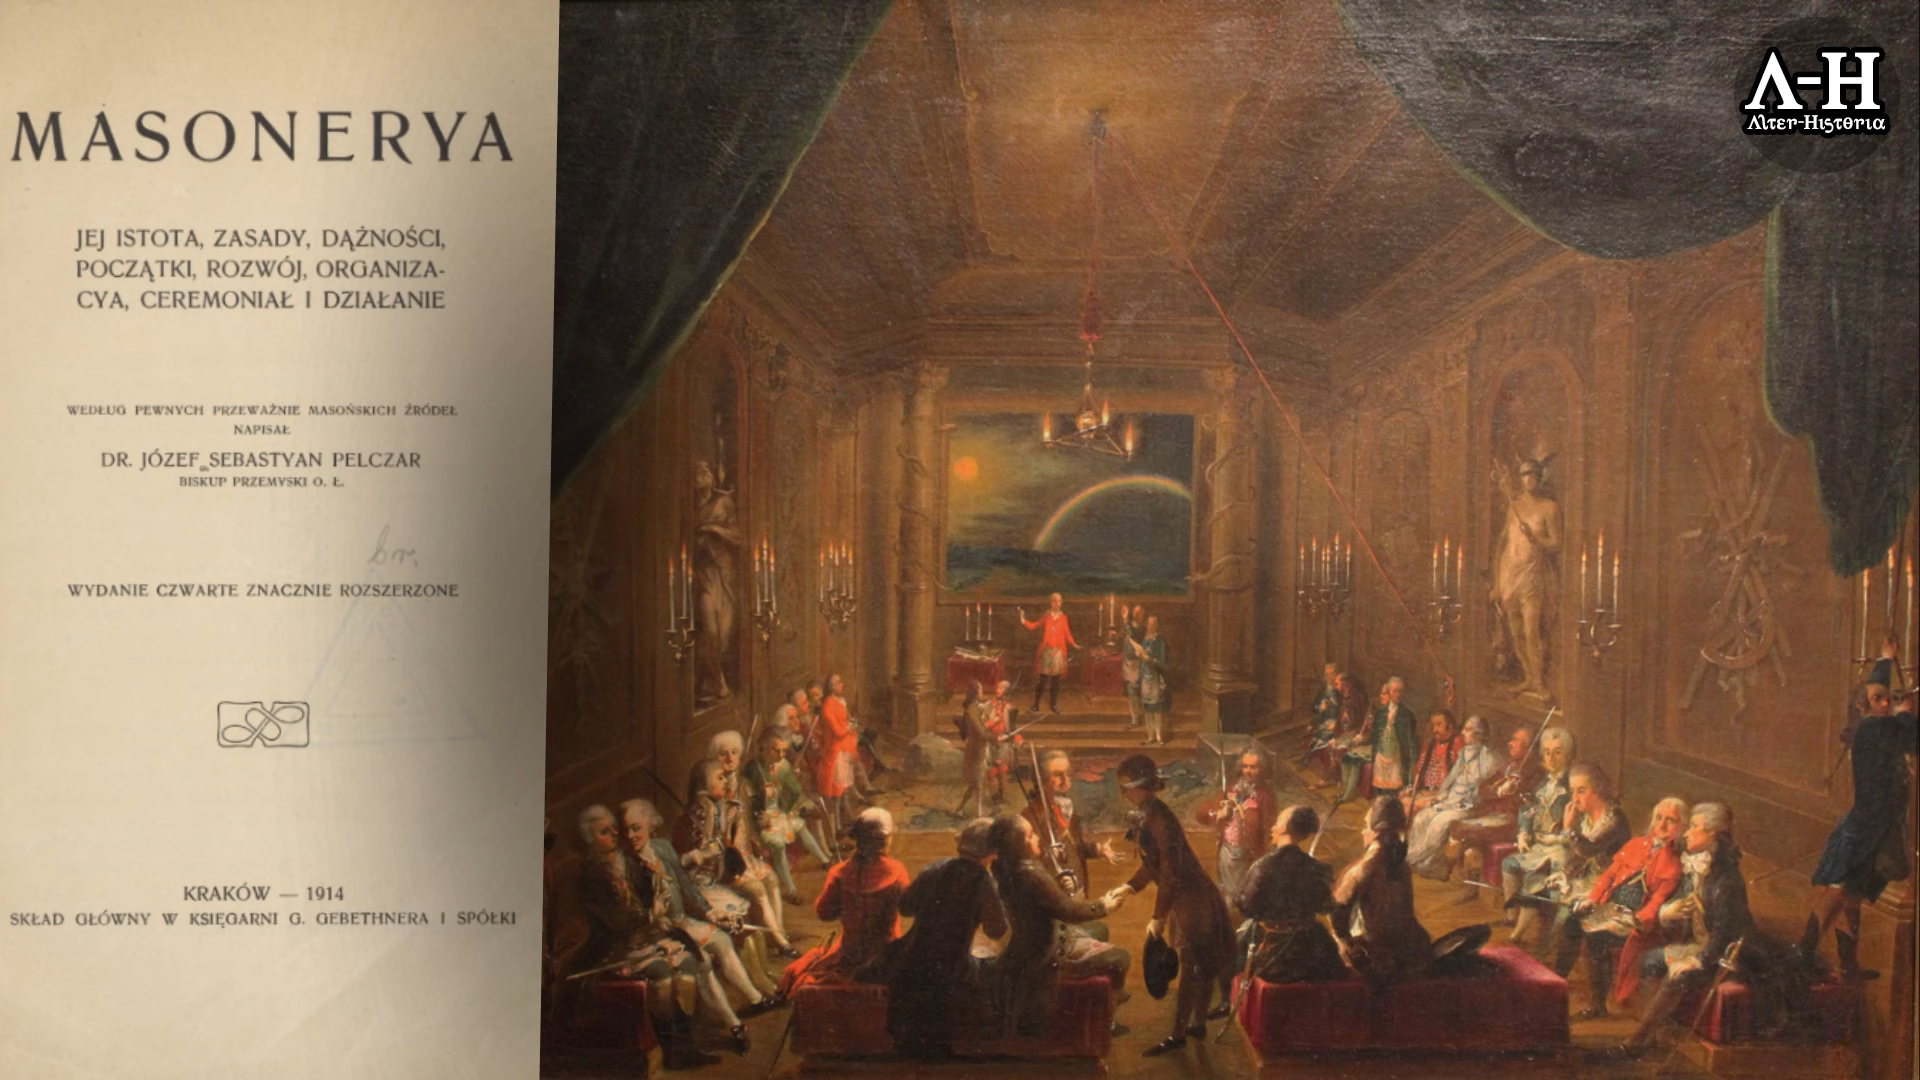 MASONERYA
JEJ ISTOTA, ZASADY, DĄŻNOŚCI,
POCZĄTKI, ROZWÓJ, ORGANIZA-
CYA, CEREMONIAŁ I DZIAŁANIE
WEDŁUG PEWNYCH PRZEWAŻNIE MASOŃSKICH ŹRÓDEŁ
NAPISAŁ
DR. JÓZEF SEBASTYAN PELCZAR
BISKUP PRZEMYSKI O. Ł.
br.
WYDANIE CZWARTE ZNACZNIE ROZSZERZONE
KRAKÓW — 1914
SKŁAD GŁÓWNY W KSIĘGARNI G. GEBETHNERA I SPÓŁKI
A-H
Alter-Historia